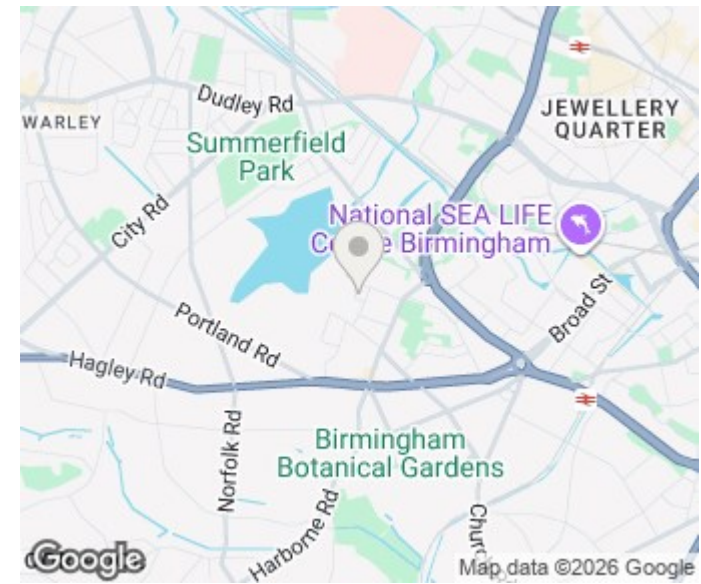 Dudley Rd
WARLEY
JEWELLERY
QUARTER
Summerfield
Park
City Rd
National SEA LIFE
Birmingham
Broad St
Portland Rd
Hagley Rd
Norfolk Rd
Birmingham
Botanical Gardens
Harborne Rd
Google
Map data ©2026 Google